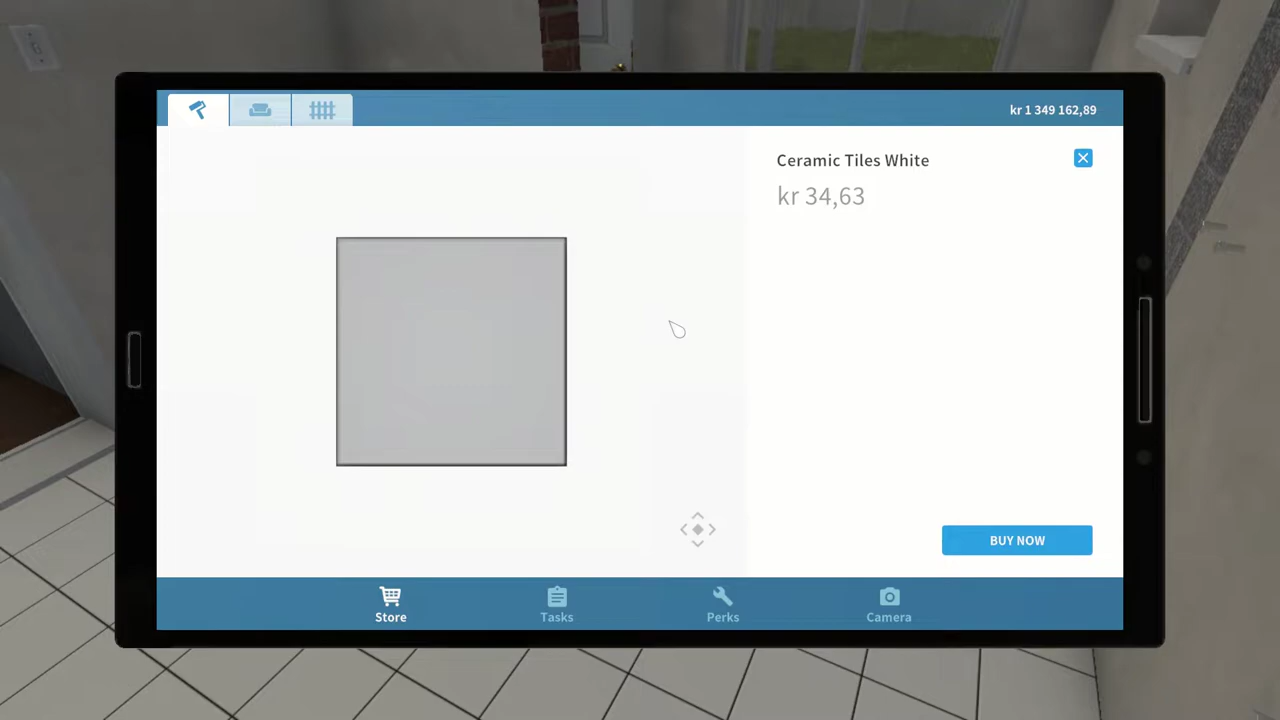 kr 1 349 162,89
Ceramic Tiles White
kr 34,63
BUY NOW
Store
Tasks
Perks
Camera